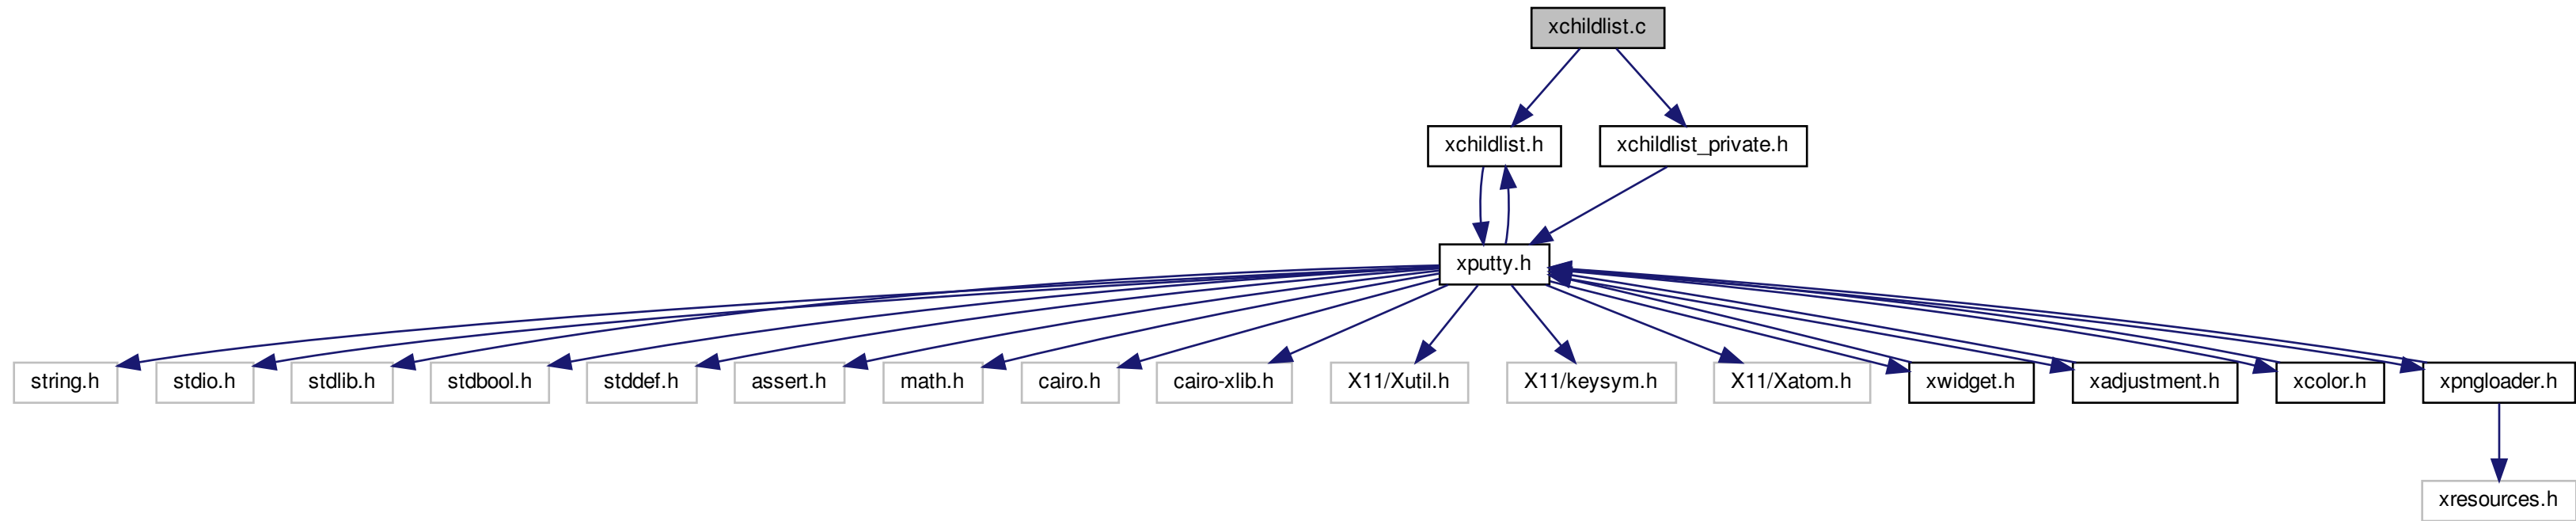 xchildlist.c
xchildlist.h
xchildlist_private.h
xputty.h
string.h
stdio.h
stdlib.h
stdbool.h
stddef.h
assert.h
math.h
cairo.h
cairo-xlib.h
X11/Xutil.h
X11/keysym.h
X11/Xatom.h
xwidget.h
xadjustment.h
xcolor.h
xpngloader.h
xresources.h